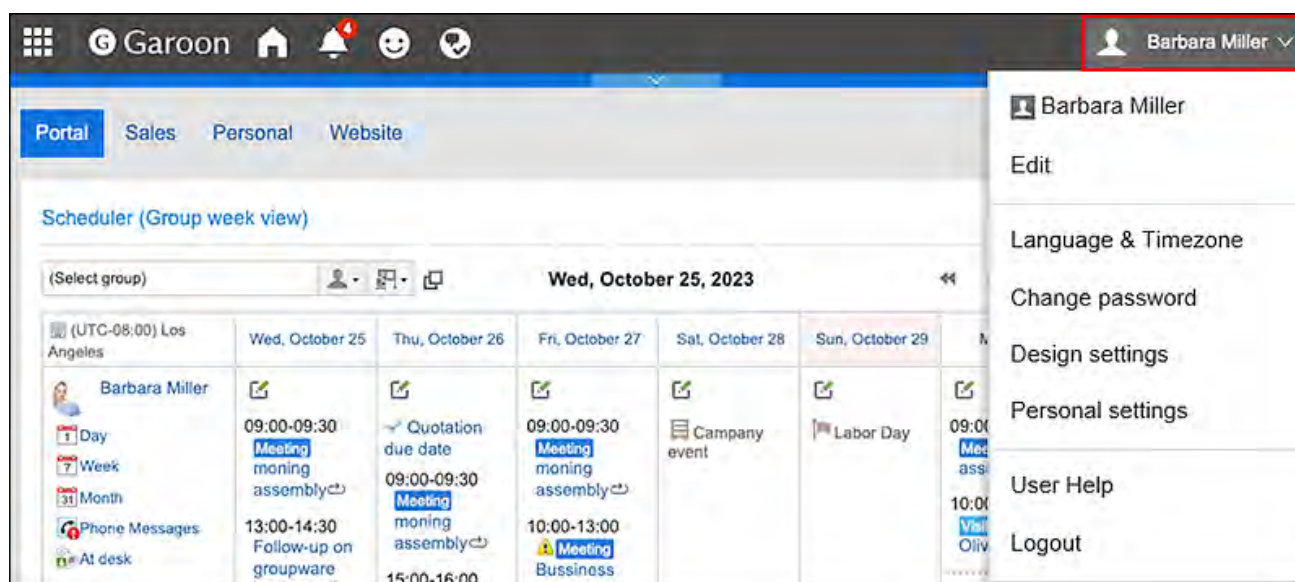 G Garoon 4 Barbara Miller
Portal Sales Personal Website
Scheduler (Group week view)
(Select group) Wed, October 25, 2023
(UTC-08:00) Los
Angeles
Wed, October 25
Thu, October 26
Fri, October 27
Sat, October 28
Sun, October 29
Barbara Miller
1 Day
7 Week
31 Month
Phone Messages
At desk
09:00-09:30
Meeting
moning
assembly
13:00-14:30
Follow-up on
groupware
Quotation
due date
09:00-09:30
Meeting
moning
assembly
15:00-16:00
09:00-09:30
Meeting
moning
assembly
10:00-13:00
Meeting
Bussiness
Campany
event
Labor Day
Barbara Miller
Edit
Language & Timezone
Change password
Design settings
Personal settings
User Help
Logout